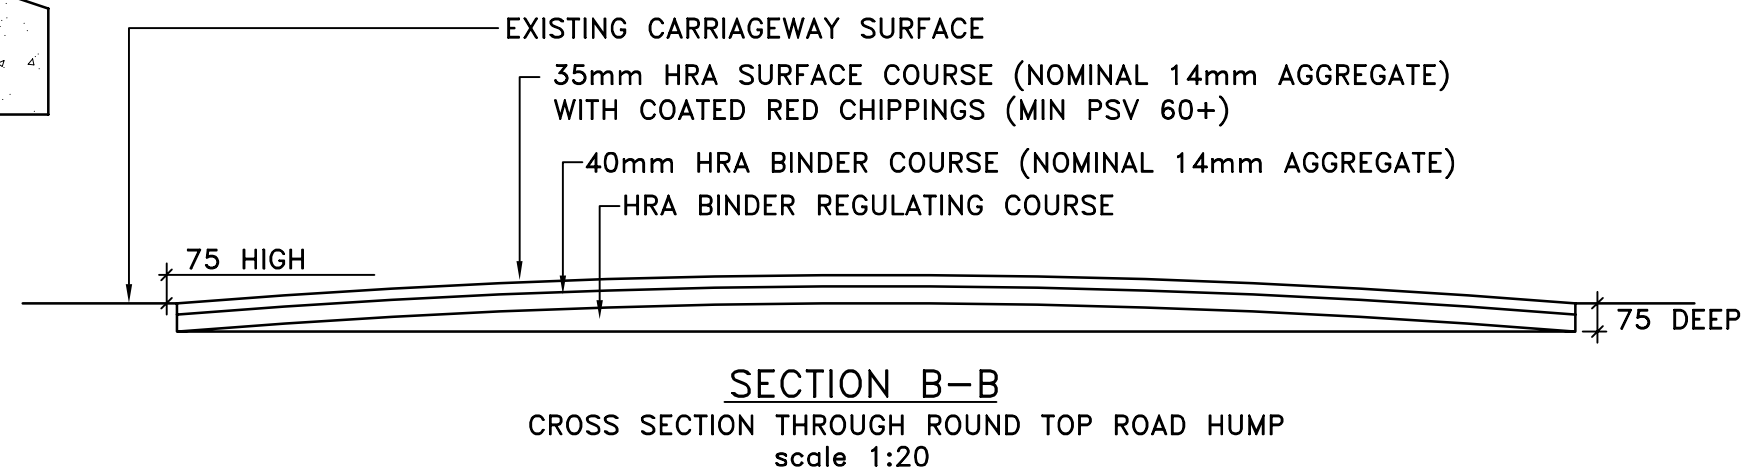 EXISTING CARRIAGEWAY SURFACE
35mm HRA SURFACE COURSE (NOMINAL 14mm AGGREGATE)
WITH COATED RED CHIPPINGS (MIN PSV 60+)
40mm HRA BINDER COURSE (NOMINAL 14mm AGGREGATE)
HRA BINDER REGULATING COURSE
75 HIGH
75 DEEP
SECTION B-B
CROSS SECTION THROUGH ROUND TOP ROAD HUMP
scale 1:20